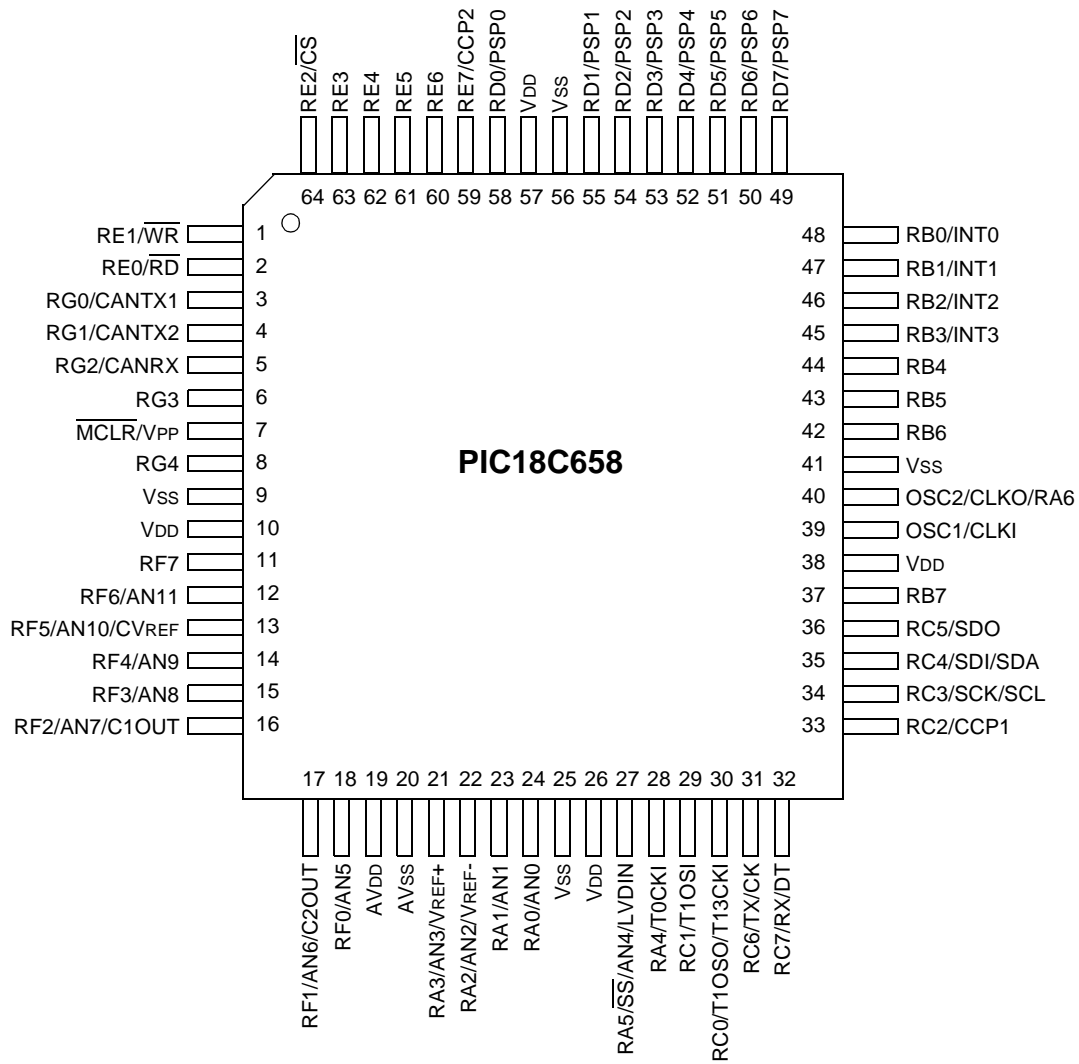 RE2/CS
RE3
RE4
RE5
RE6
RE7/CCP2
RD0/PSP0
VDD
VSS
RD1/PSP1
RD2/PSP2
RD3/PSP3
RD4/PSP4
RD5/PSP5
RD6/PSP6
RD7/PSP7
64 63 62 61 60 59 58 57 56 55 54 53 52 51 50 49
RE1/WR 1
RE0/RD 2
RG0/CANTX1 3
RG1/CANTX2 4
RG2/CANRX 5
RG3 6
MCLR/VPP 7
RG4 8
VSS 9
VDD 10
RF7 11
RF6/AN11 12
RF5/AN10/CVREF 13
RF4/AN9 14
RF3/AN8 15
RF2/AN7/C1OUT 16
PIC18C658
48 RB0/INT0
47 RB1/INT1
46 RB2/INT2
45 RB3/INT3
44 RB4
43 RB5
42 RB6
41 VSS
40 OSC2/CLKO/RA6
39 OSC1/CLKI
38 VDD
37 RB7
36 RC5/SDO
35 RC4/SDI/SDA
34 RC3/SCK/SCL
33 RC2/CCP1
17 18 19 20 21 22 23 24 25 26 27 28 29 30 31 32
RF1/AN6/C2OUT
RF0/AN5
AVDD
AVSS
RA3/AN3/VREF+
RA2/AN2/VREF-
RA1/AN1
RA0/AN0
VSS
VDD
RA5/SS/AN4/LVDIN
RA4/T0CKI
RC1/T1OSI
RC0/T1OSO/T13CKI
RC6/TX/CK
RC7/RX/DT